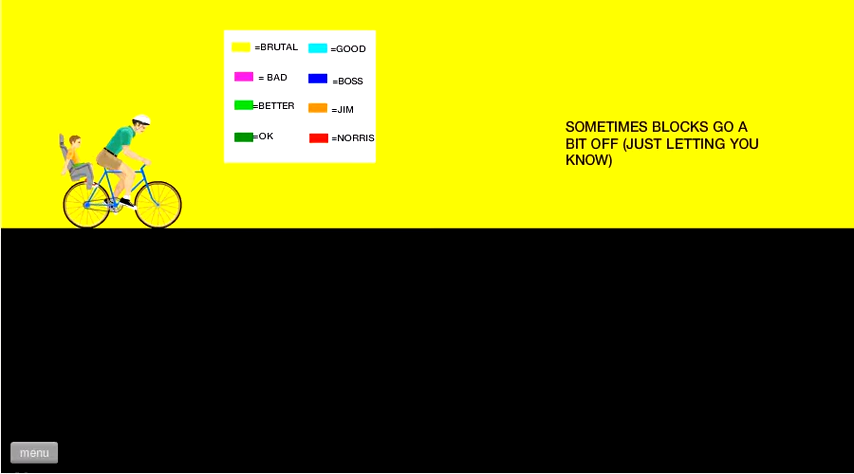 =BRUTAL =GOOD
= BAD =BOSS
=BETTER =JIM
=OK =NORRIS
SOMETIMES BLOCKS GO A
BIT OFF (JUST LETTING YOU
KNOW)
menu